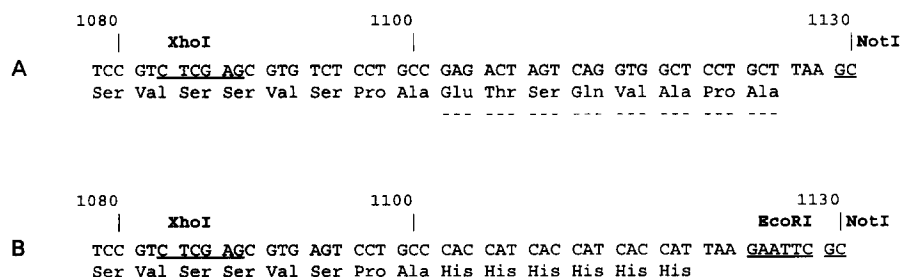 1080 1100 1130
XhoI NotI
A TCC GTC TCG AGC GTG TCT CCT GCC GAG ACT AGT CAG GTG GCT CCT GCT TAA GC
Ser Val Ser Ser Val Ser Pro Ala Glu Thr Ser Gln Val Ala Pro Ala
--- --- --- --- --- --- --- ---
1080 1100 1130
XhoI EcoRI NotI
B TCC GTC TCG AGC GTG AGT CCT GCC CAC CAT CAC CAT CAC CAT TAA GAATTC GC
Ser Val Ser Ser Val Ser Pro Ala His His His His His His